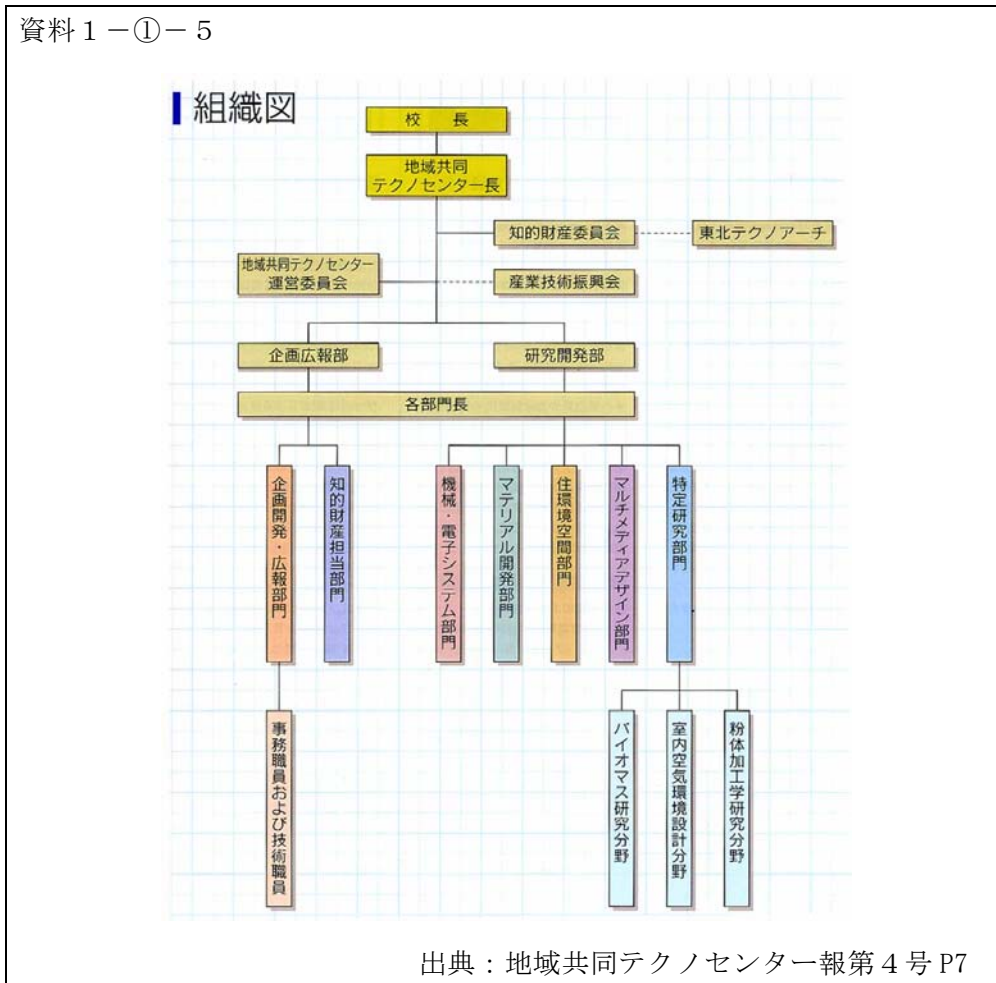 資料1-①-5
組織図
校 長
地域共同
テクノセンター長
知的財産委員会
東北テクノアーチ
地域共同テクノセンター
運営委員会
産業技術振興会
企画広報部
研究開発部
各部門長
企画開発・広報部門
知的財産担当部門
機械・電子システム部門
マテリアル開発部門
住環境空間部門
マルチメディアデザイン部門
特定研究部門
事務職員および技術職員
バイオマス研究分野
室内空気環境設計分野
粉体加工学研究分野
出典：地域共同テクノセンター報第4号 P7